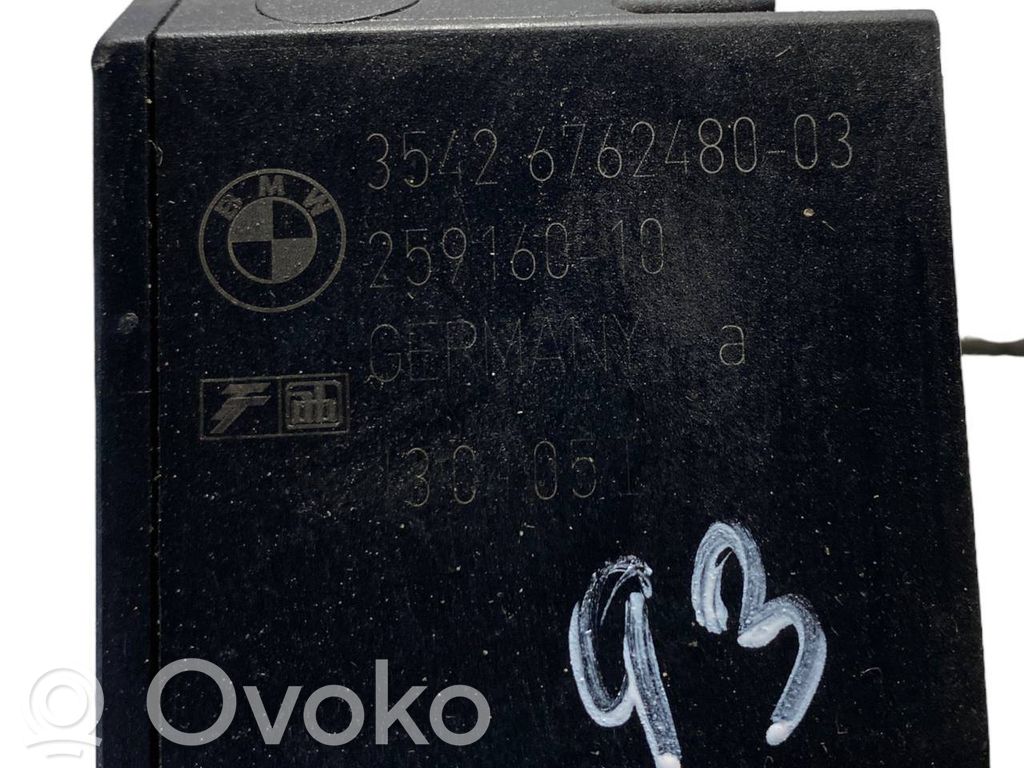 3542 6762480-03
BMW
259160-10
GERMANY a
93
Ovoko